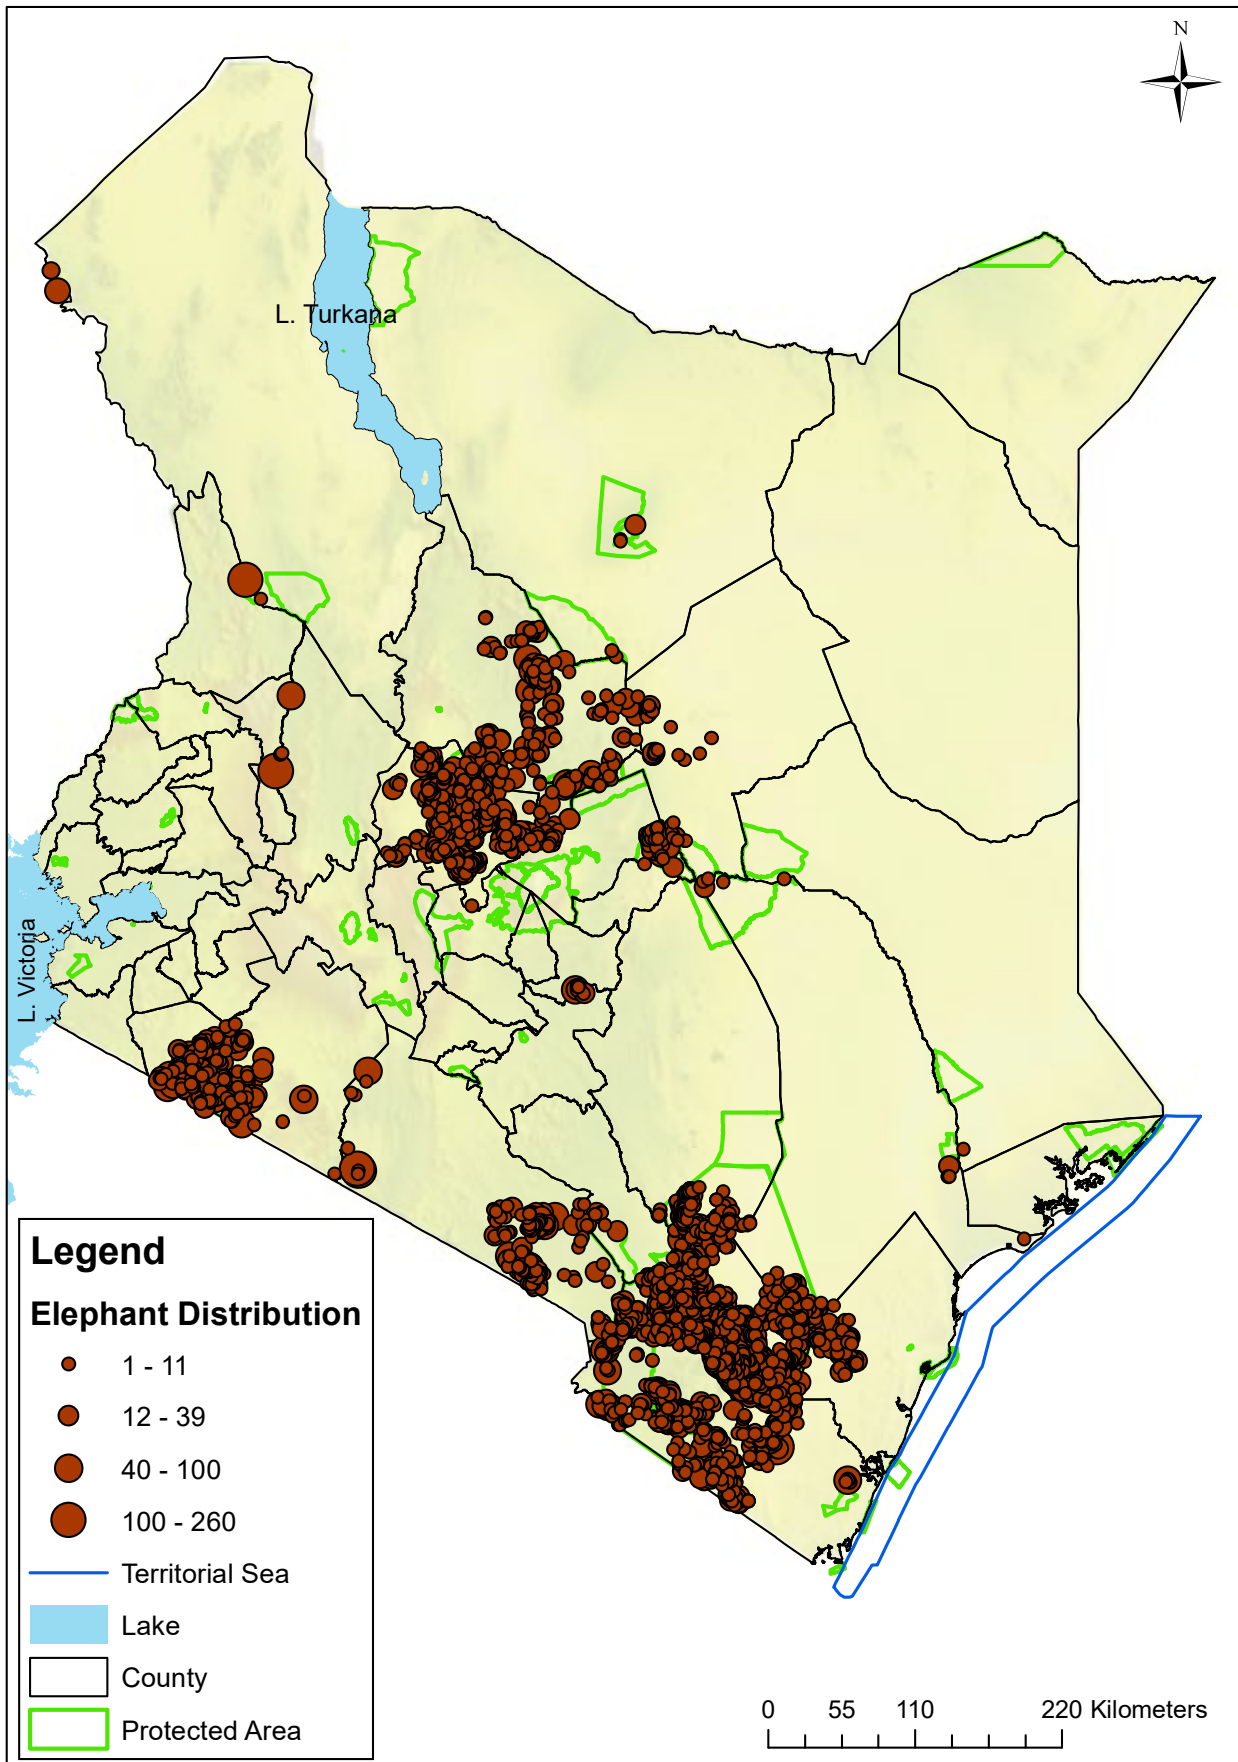 N
L. Turkana
L. Victoria
Legend
Elephant Distribution
1 - 11
12 - 39
40 - 100
100 - 260
Territorial Sea
Lake
County
Protected Area
0 55 110 220 Kilometers